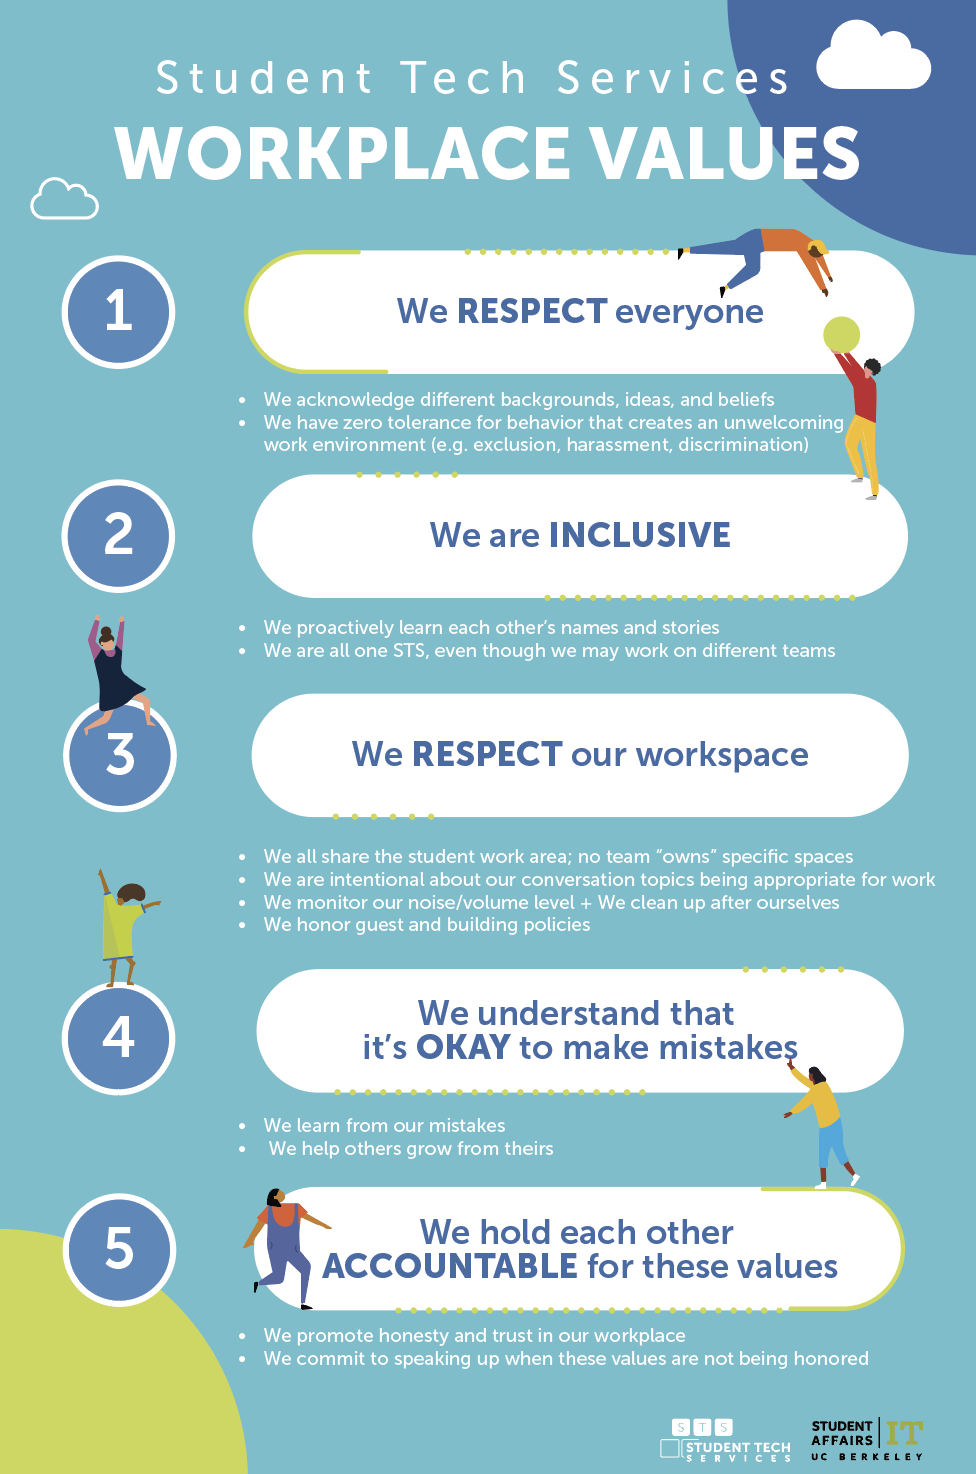 Student Tech Services
WORKPLACE VALUES
1
We RESPECT everyone
• We acknowledge different backgrounds, ideas, and beliefs
• We have zero tolerance for behavior that creates an unwelcoming
work environment (e.g. exclusion, harassment, discrimination)
2
We are INCLUSIVE
• We proactively learn each other’s names and stories
• We are all one STS, even though we may work on different teams
3
We RESPECT our workspace
• We all share the student work area; no team “owns” specific spaces
• We are intentional about our conversation topics being appropriate for work
• We monitor our noise/volume level + We clean up after ourselves
• We honor guest and building policies
4
We understand that
it’s OKAY to make mistakes
• We learn from our mistakes
• We help others grow from theirs
5
We hold each other
ACCOUNTABLE for these values
• We promote honesty and trust in our workplace
• We commit to speaking up when these values are not being honored
STS
STUDENT TECH
SERVICES
STUDENT
AFFAIRS
IT
UC BERKELEY